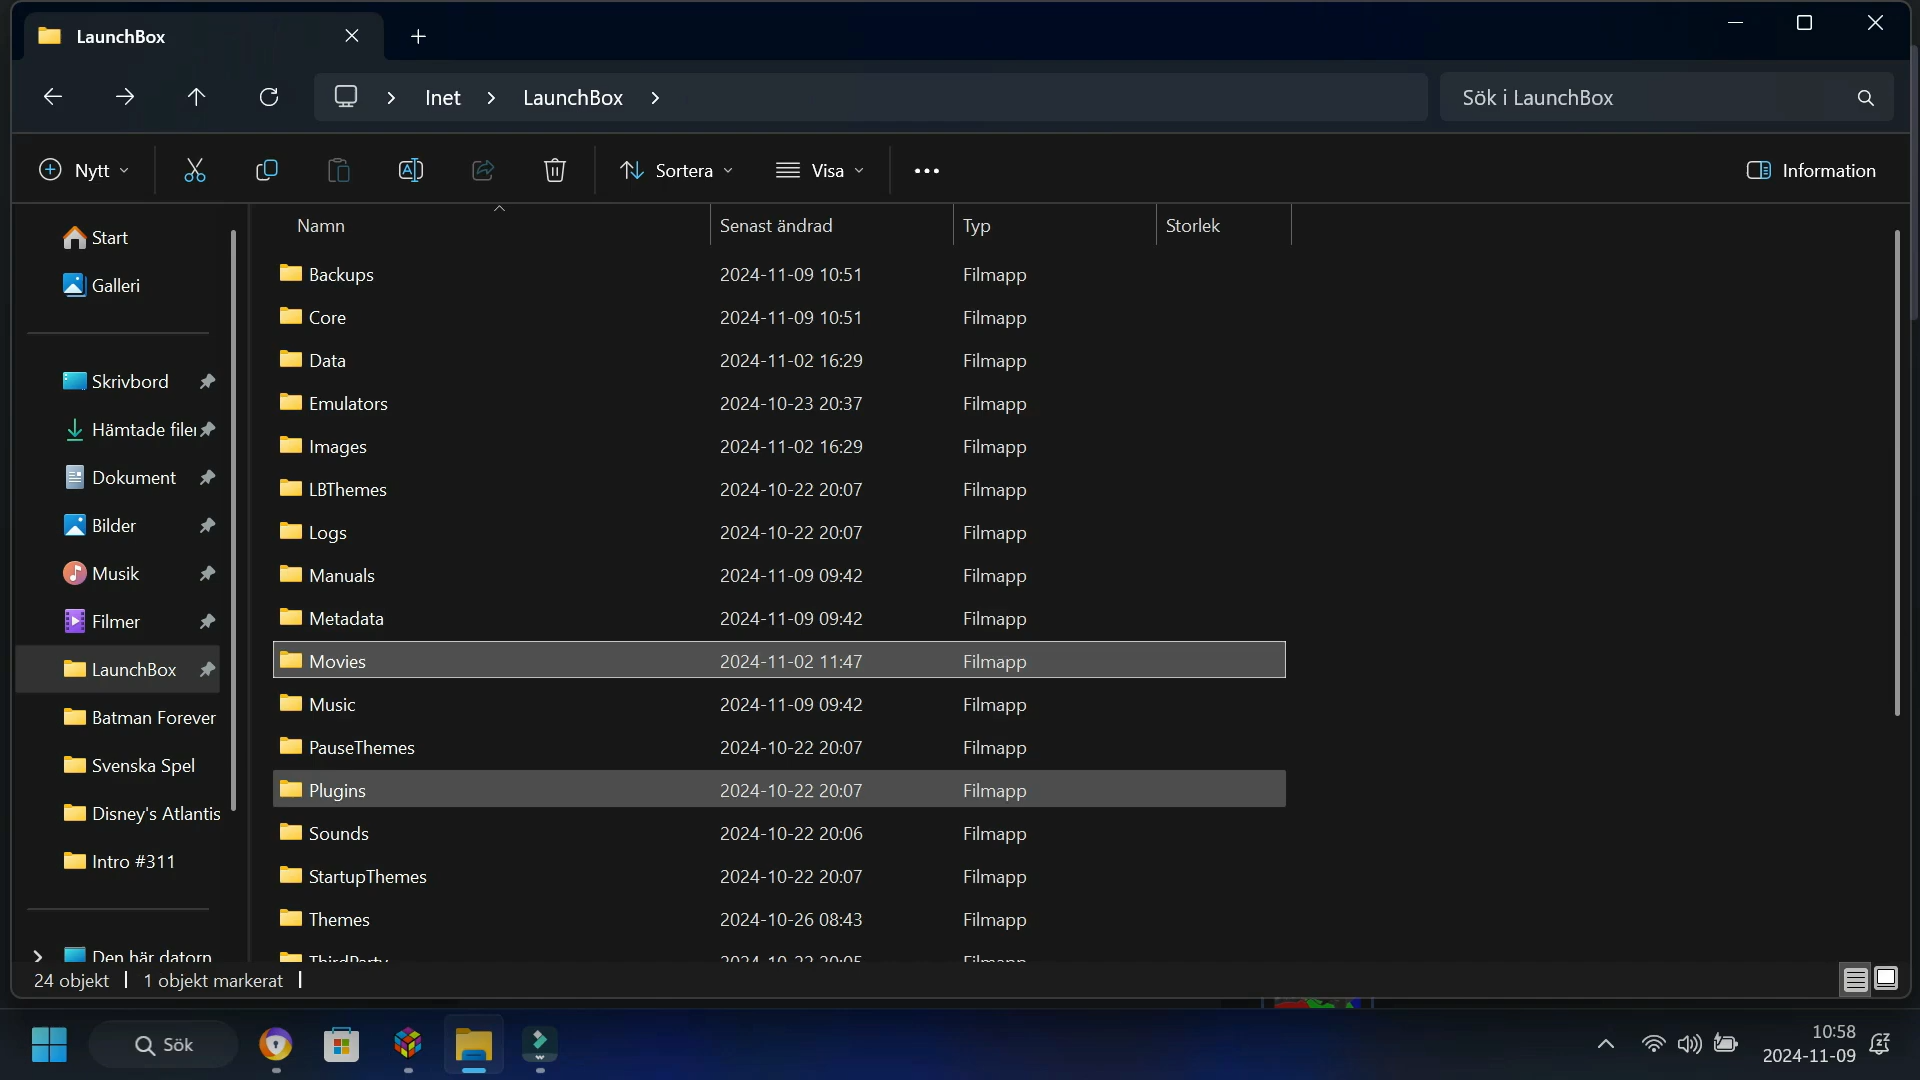 LaunchBox
Inet
LaunchBox
Sök i LaunchBox
Nytt
Sortera
Visa
Information
Start
Galleri
Skrivbord
Hämtade filer
Dokument
Bilder
Musik
Filmer
LaunchBox
Batman Forever
Svenska Spel
Disney's Atlantis
Intro #311
Den här datorn
Namn Senast ändrad Typ Storlek
Backups 2024-11-09 10:51 Filmapp
Core 2024-11-09 10:51 Filmapp
Data 2024-11-02 16:29 Filmapp
Emulators 2024-10-23 20:37 Filmapp
Images 2024-11-02 16:29 Filmapp
LBThemes 2024-10-22 20:07 Filmapp
Logs 2024-10-22 20:07 Filmapp
Manuals 2024-11-09 09:42 Filmapp
Metadata 2024-11-09 09:42 Filmapp
Movies 2024-11-02 11:47 Filmapp
Music 2024-11-09 09:42 Filmapp
PauseThemes 2024-10-22 20:07 Filmapp
Plugins 2024-10-22 20:07 Filmapp
Sounds 2024-10-22 20:06 Filmapp
StartupThemes 2024-10-22 20:07 Filmapp
Themes 2024-10-26 08:43 Filmapp
ThirdParty 2024-10-22 20:05 Filmapp
24 objekt 1 objekt markerat
Sök
10:58
2024-11-09